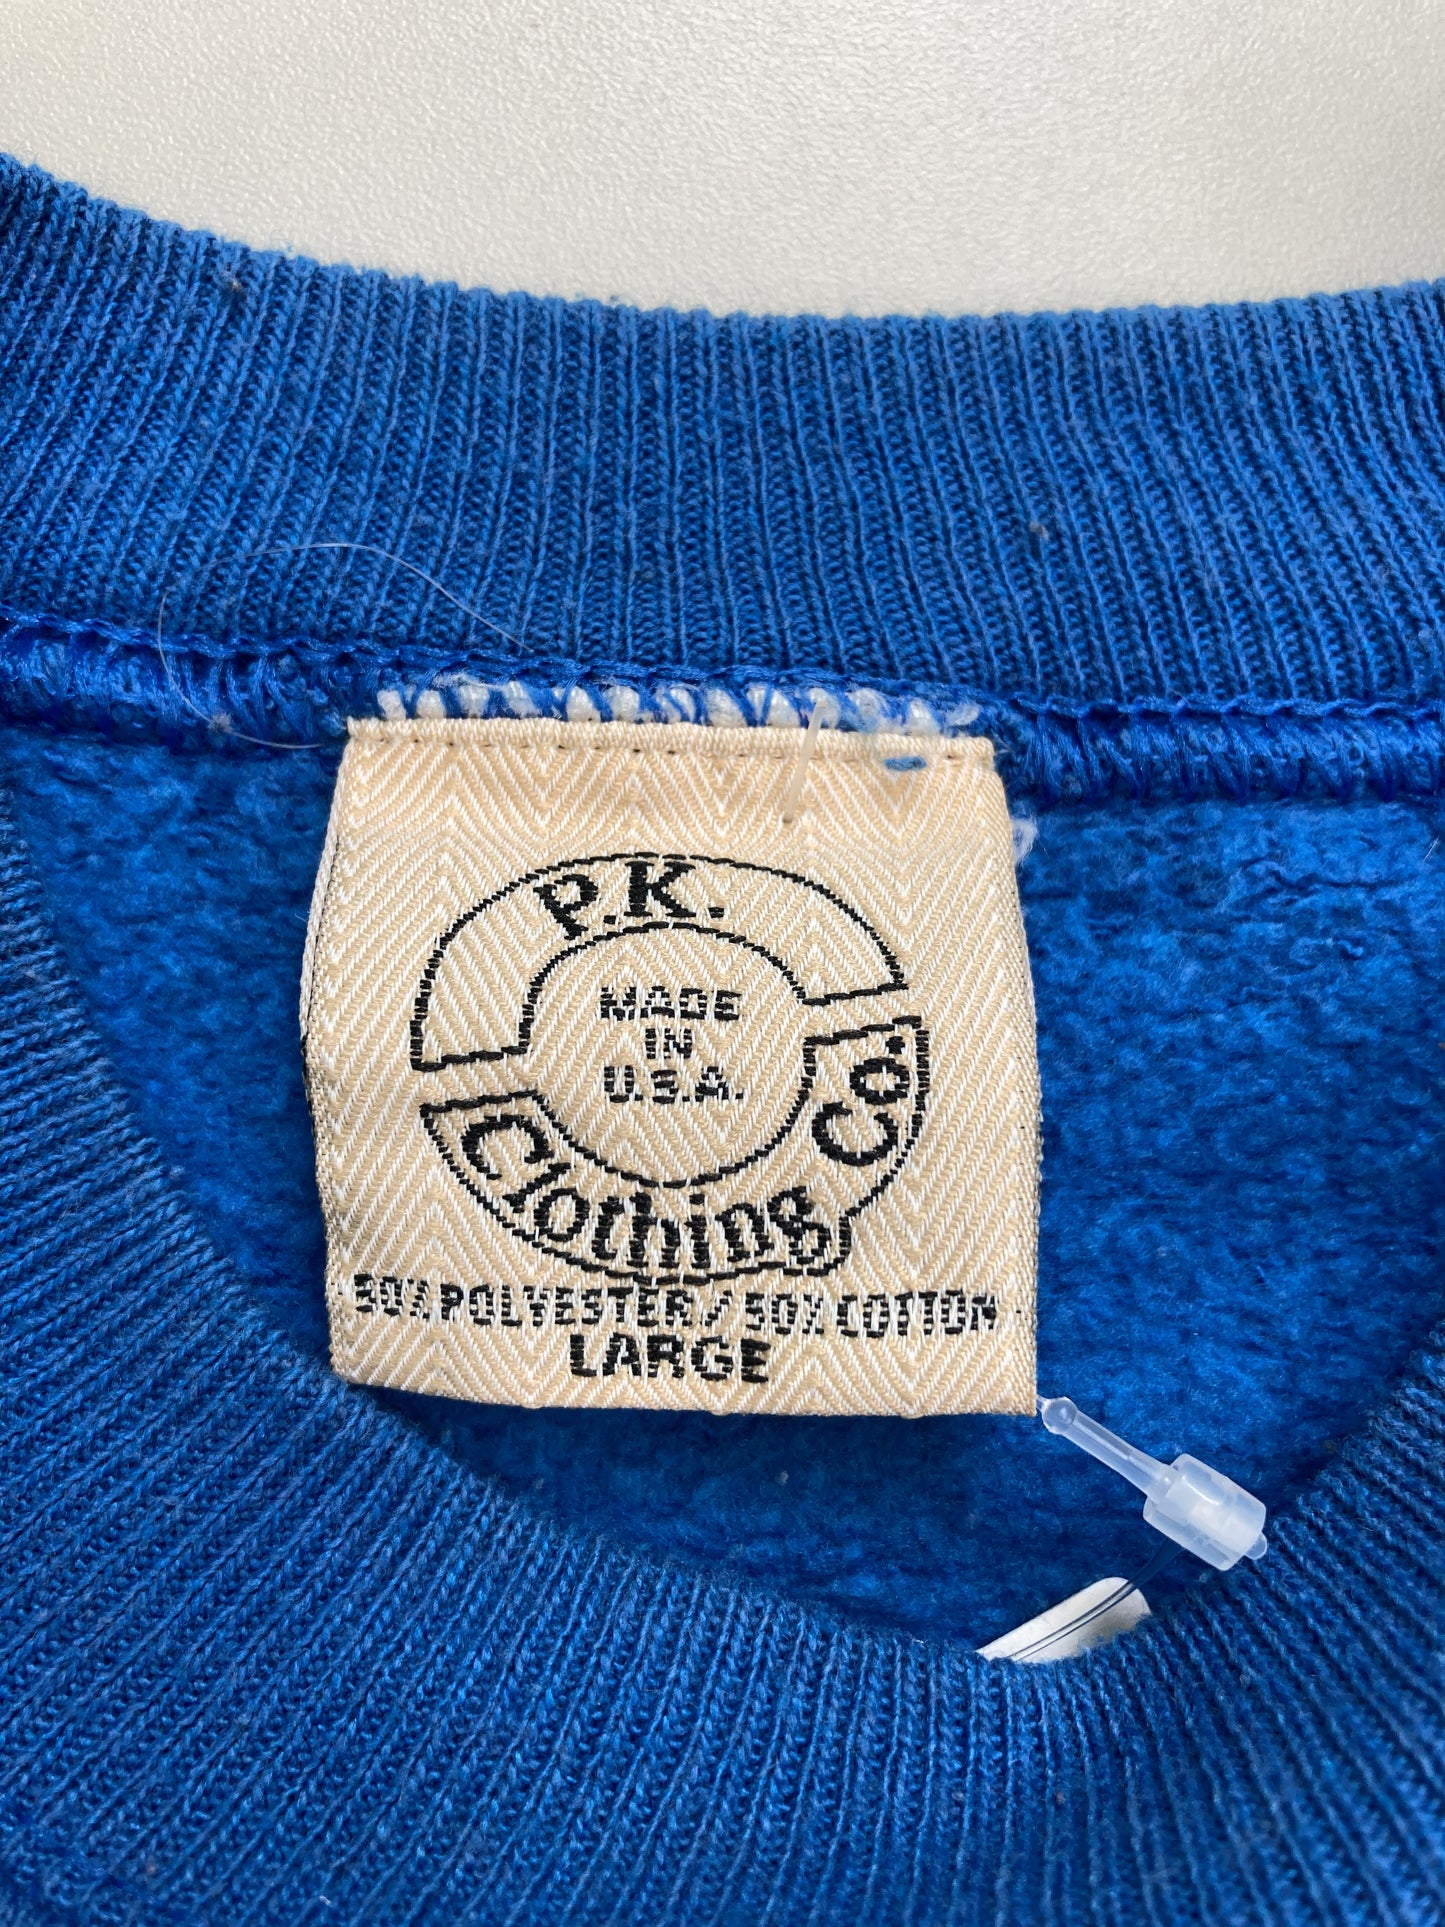 P.K.
MADE
IN
U.S.A.
Clothing Co.
50% POLYESTER / 50% COTTON
LARGE